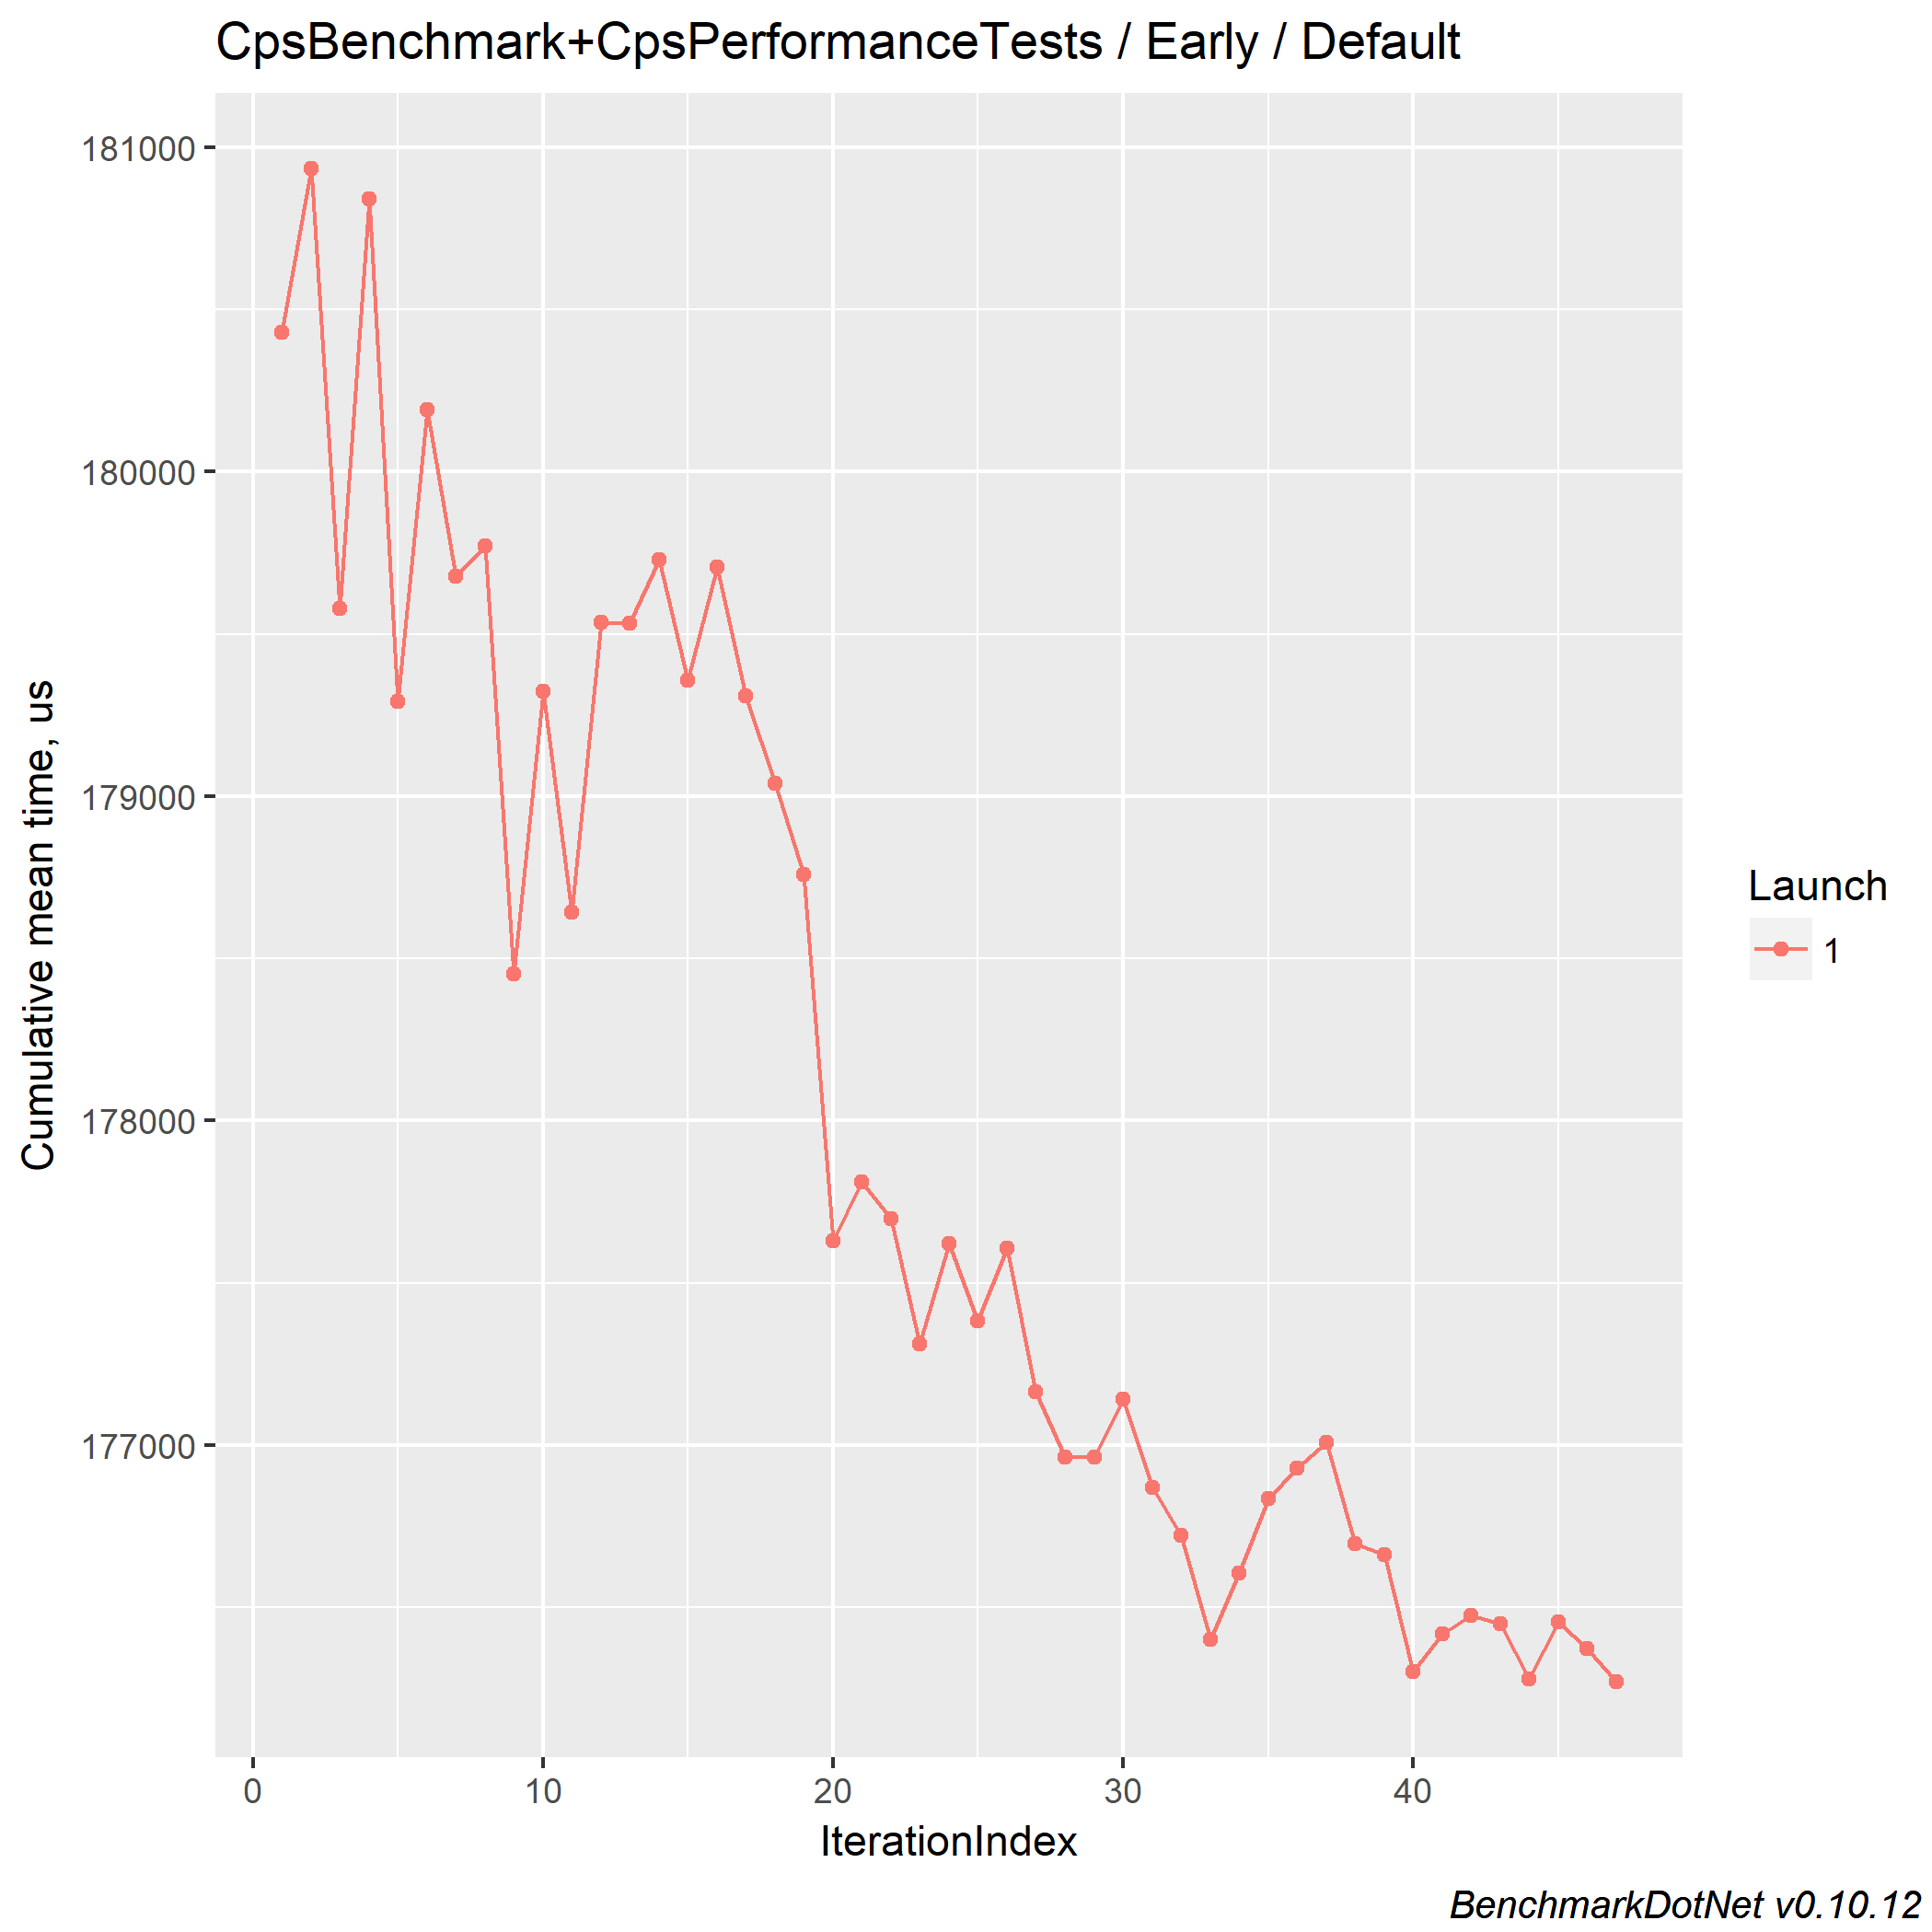 CpsBenchmark+CpsPerformanceTests / Early / Default
Cumulative mean time, us
181000
180000
179000
178000
177000
0 10 20 30 40
IterationIndex
Launch
1
BenchmarkDotNet v0.10.12